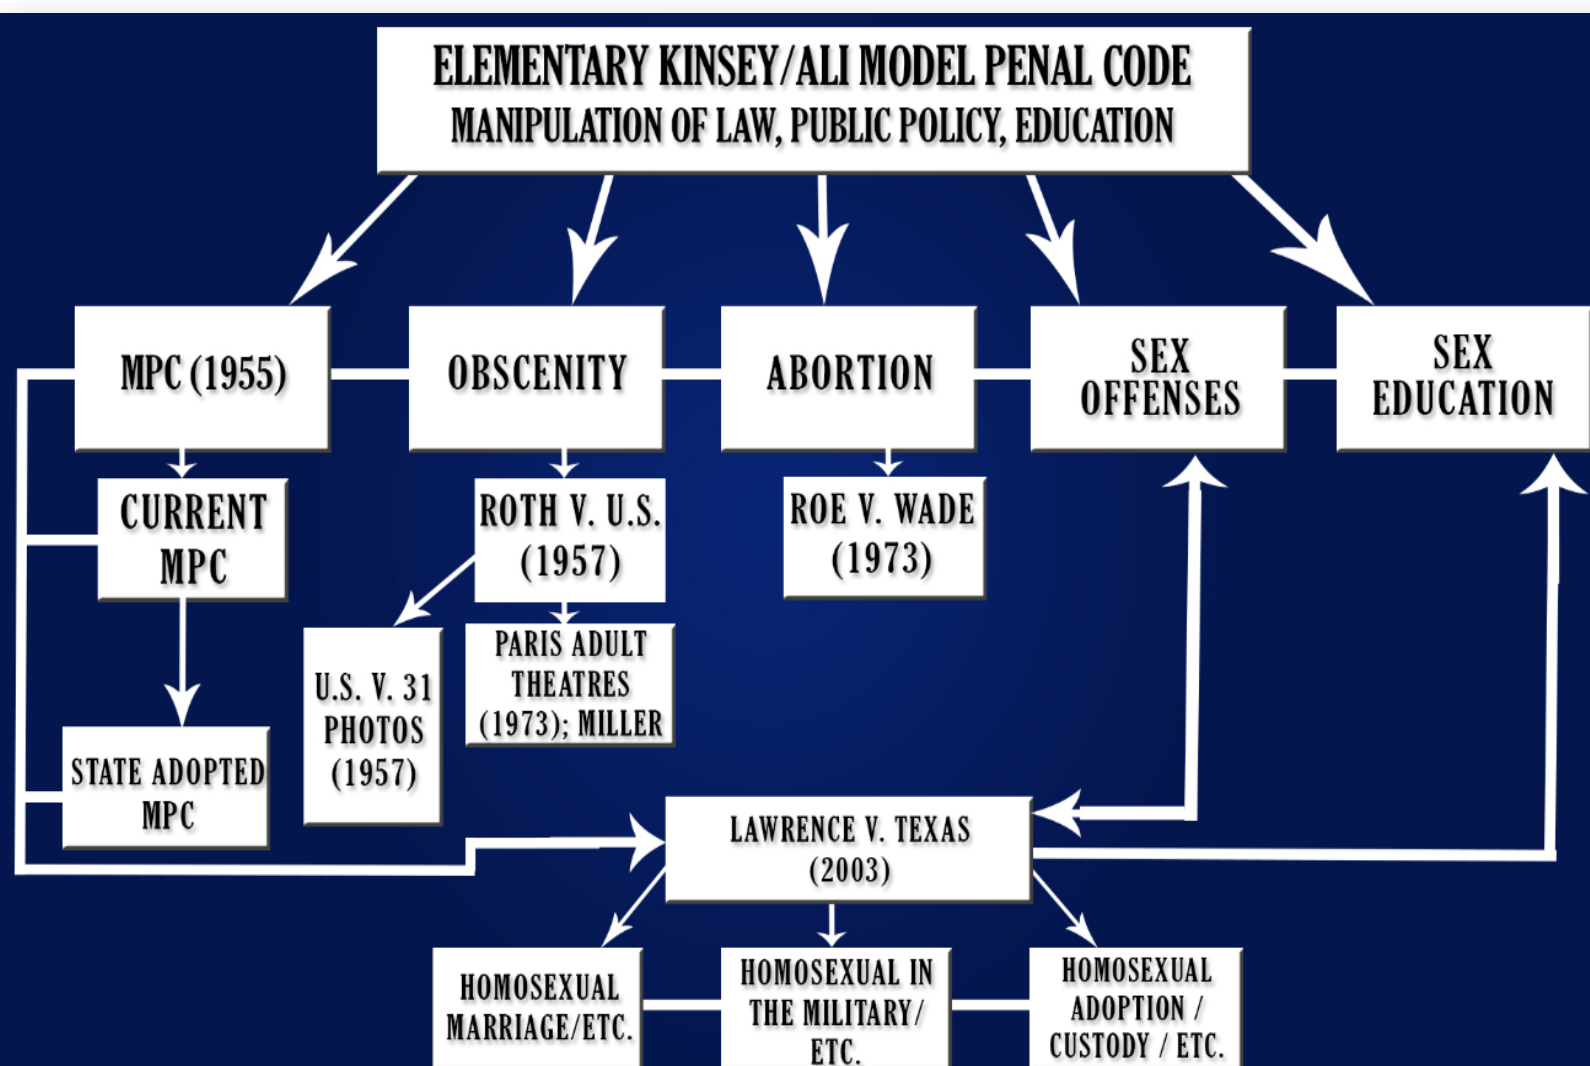 ELEMENTARY KINSEY/ALI MODEL PENAL CODE
MANIPULATION OF LAW, PUBLIC POLICY, EDUCATION
MPC (1955)
OBSCENITY
ABORTION
SEX
OFFENSES
SEX
EDUCATION
CURRENT
MPC
ROTH V. U.S.
(1957)
ROE V. WADE
(1973)
U.S. V. 31
PHOTOS
(1957)
PARIS ADULT
THEATRES
(1973); MILLER
STATE ADOPTED
MPC
LAWRENCE V. TEXAS
(2003)
HOMOSEXUAL
MARRIAGE/ETC.
HOMOSEXUAL IN
THE MILITARY/
ETC.
HOMOSEXUAL
ADOPTION /
CUSTODY / ETC.